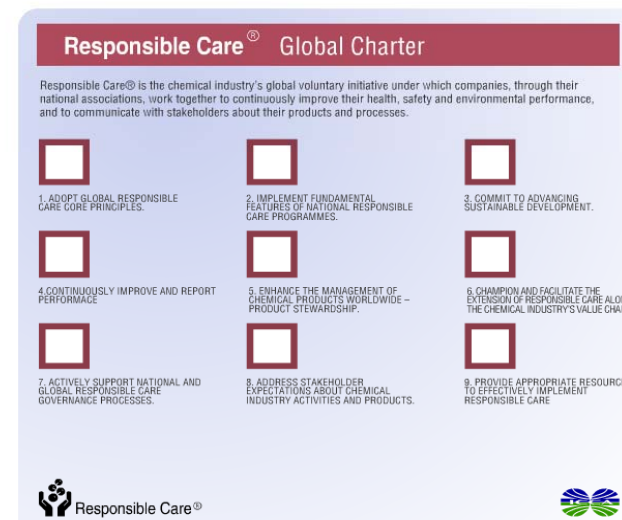 Responsible Care® Global Charter
Responsible Care® is the chemical industry's global voluntary initiative under which companies, through their
national associations, work together to continuously improve their health, safety and environmental performance,
and to communicate with stakeholders about their products and processes.
1. ADOPT GLOBAL RESPONSIBLE
CARE CORE PRINCIPLES.
2. IMPLEMENT FUNDAMENTAL
FEATURES OF NATIONAL RESPONSIBLE
CARE PROGRAMMES.
3. COMMIT TO ADVANCING
SUSTAINABLE DEVELOPMENT.
4.CONTINUOUSLY IMPROVE AND REPORT
PERFORMACE
5. ENHANCE THE MANAGEMENT OF
CHEMICAL PRODUCTS WORLDWIDE –
PRODUCT STEWARDSHIP.
6. CHAMPION AND FACILITATE THE
EXTENSION OF RESPONSIBLE CARE ALO
THE CHEMICAL INDUSTRY'S VALUE CHA
7. ACTIVELY SUPPORT NATIONAL AND
GLOBAL RESPONSIBLE CARE
GOVERNANCE PROCESSES.
8. ADDRESS STAKEHOLDER
EXPECTATIONS ABOUT CHEMICAL
INDUSTRY ACTIVITIES AND PRODUCTS.
9. PROVIDE APPROPRIATE RESOURC
TO EFFECTIVELY IMPLEMENT
RESPONSIBLE CARE
Responsible Care®